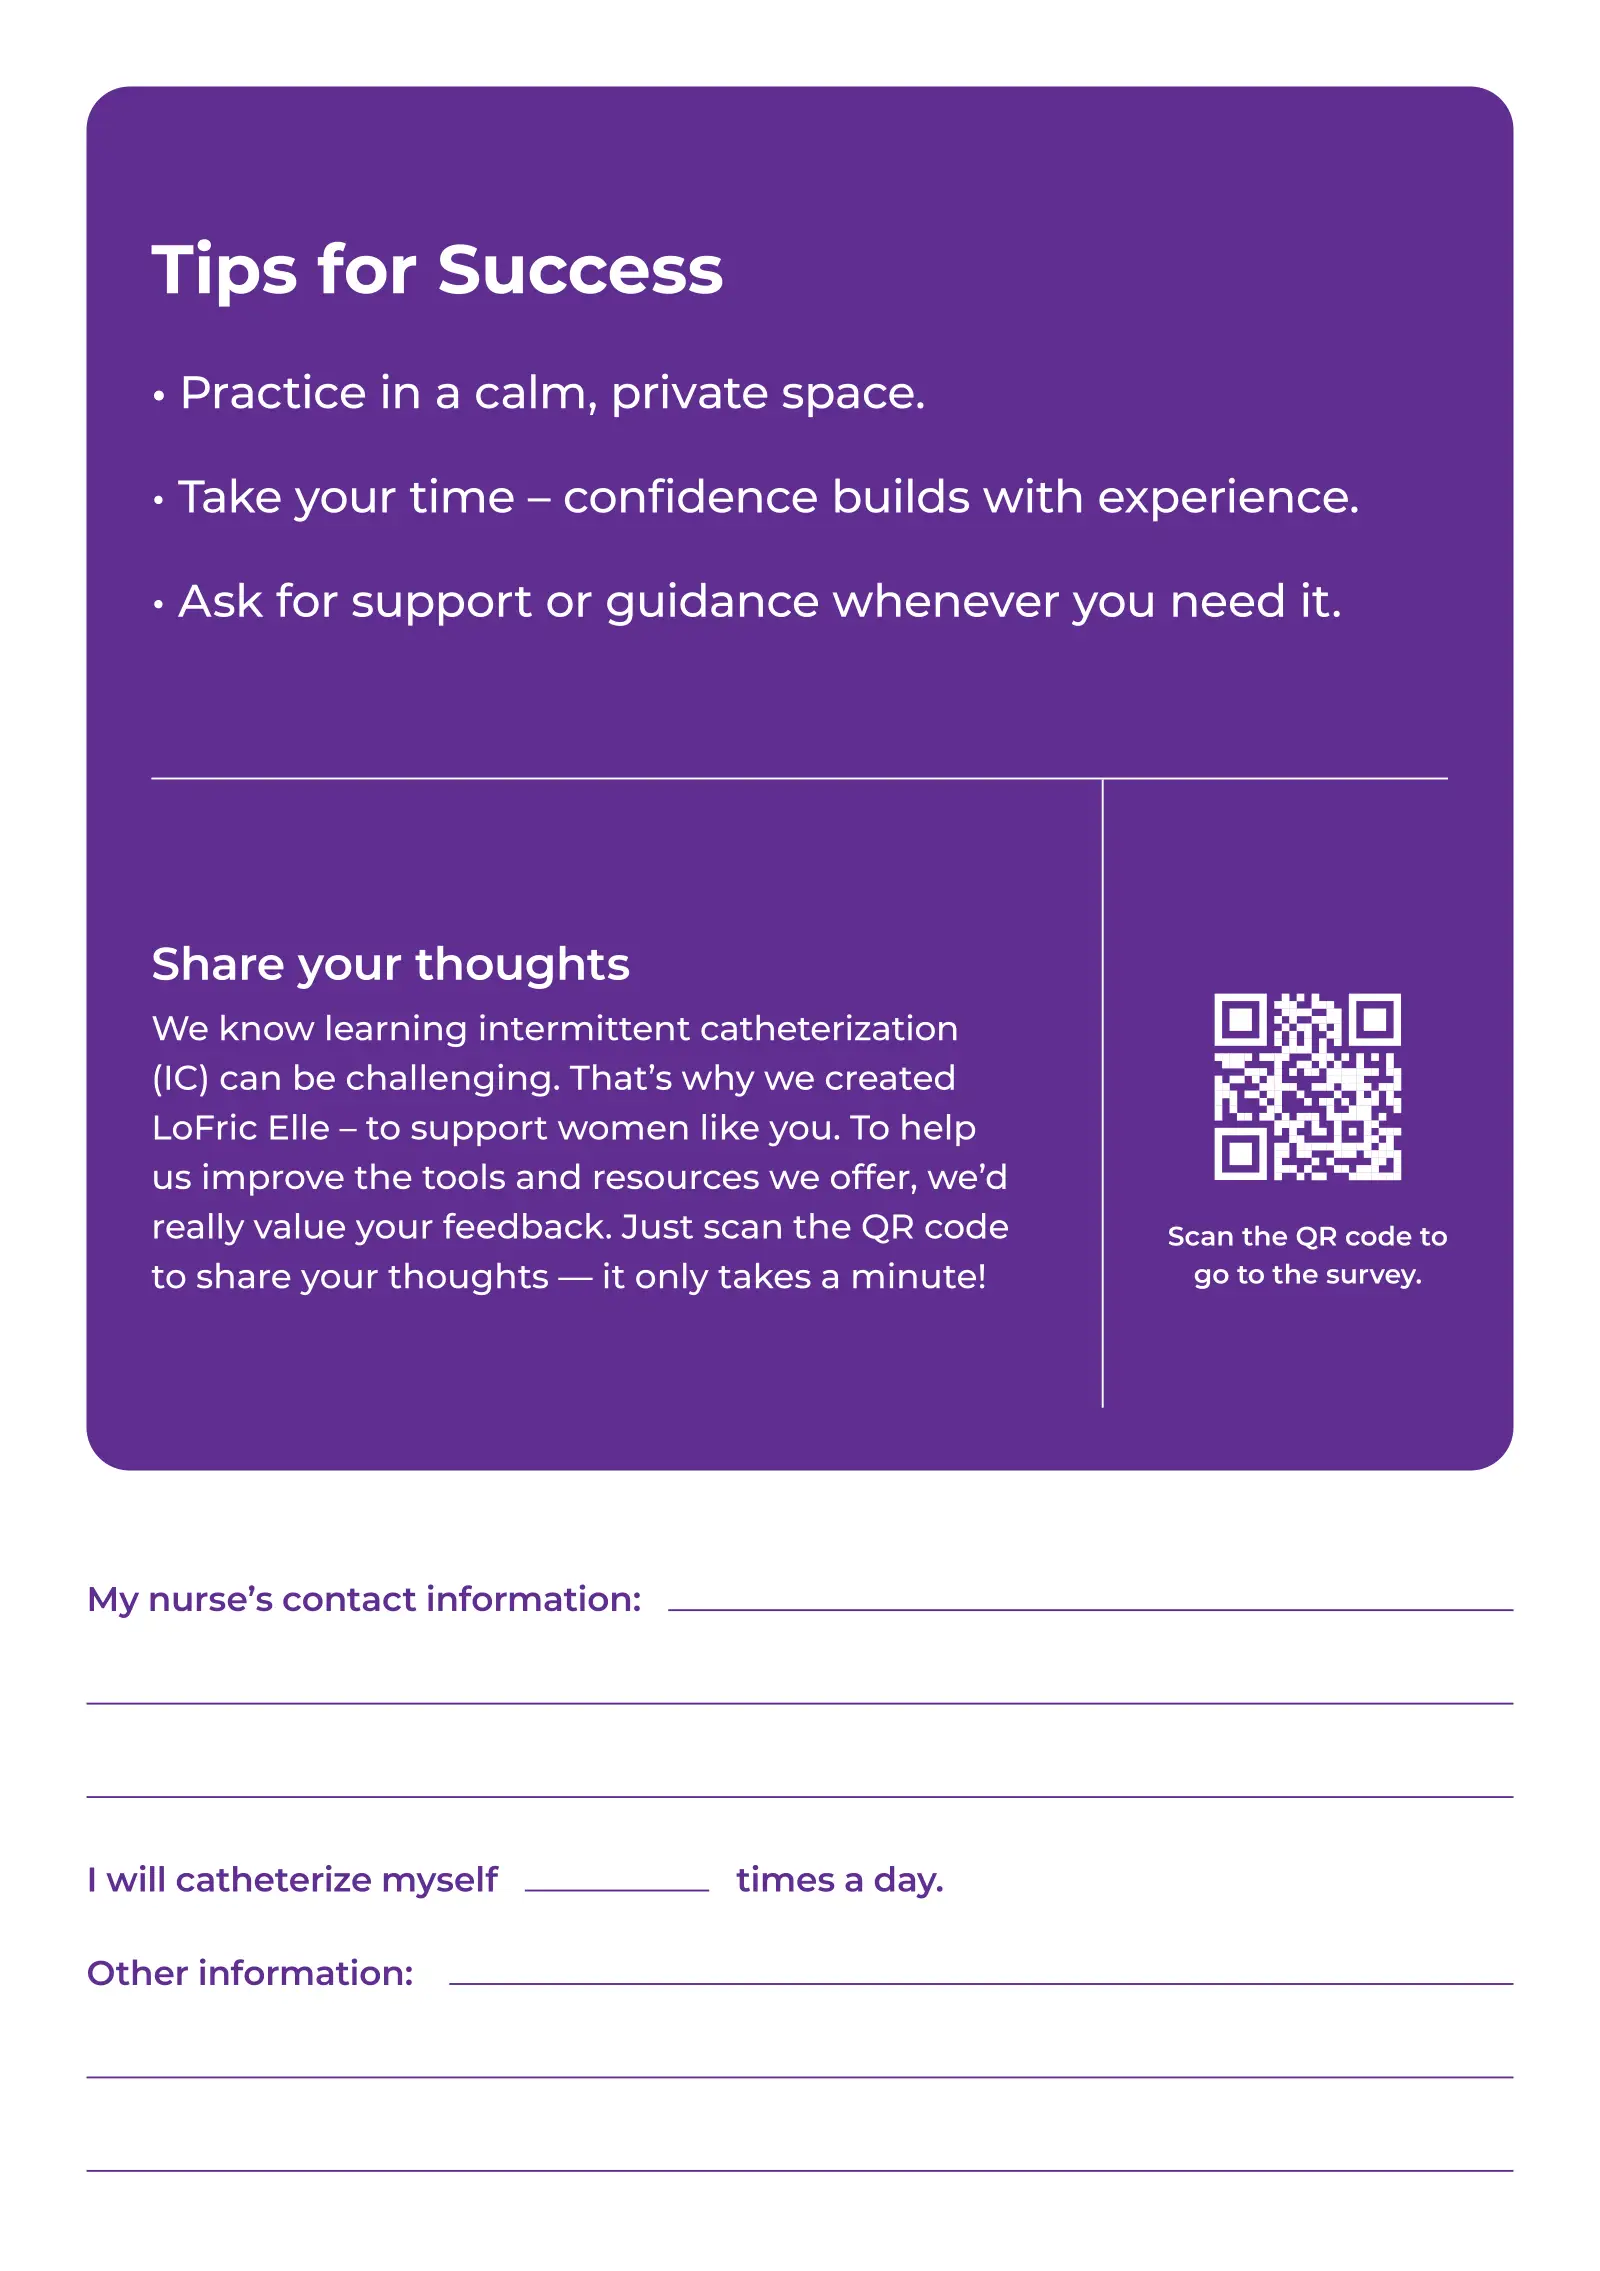 Tips for Success
• Practice in a calm, private space.
• Take your time – confidence builds with experience.
• Ask for support or guidance whenever you need it.
Share your thoughts
We know learning intermittent catheterization
(IC) can be challenging. That’s why we created
LoFric Elle – to support women like you. To help
us improve the tools and resources we offer, we’d
really value your feedback. Just scan the QR code
to share your thoughts — it only takes a minute!
Scan the QR code to
go to the survey.
My nurse’s contact information:
I will catheterize myself times a day.
Other information: